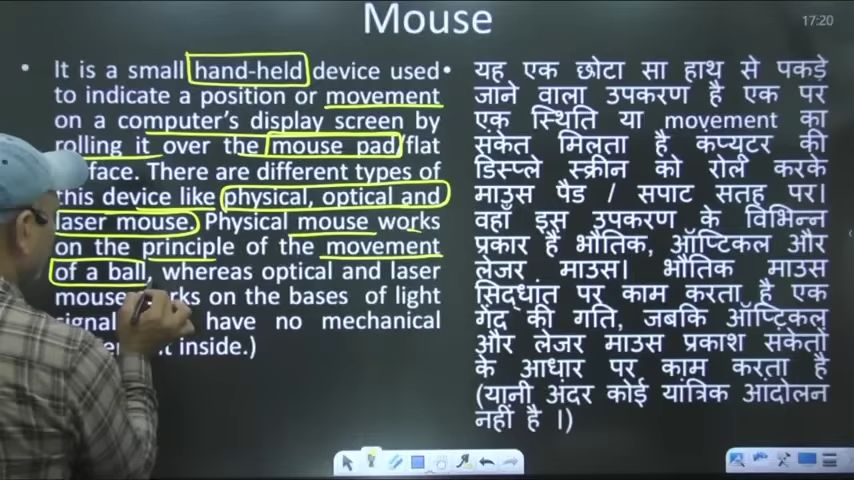 Mouse
17:20
• It is a small hand-held device used
to indicate a position or movement
on a computer's display screen by
rolling it over the mouse pad/flat
There are different types of
this device like physical, optical and
laser mouse. Physical mouse works
on the principle of the movement
of a ball, whereas optical and laser
mouse on the bases of light
have no mechanical
inside.)
• यह एक छोटा सा हाथ से पकड़े
जाने वाला उपकरण है एक पर
एक स्थिति या movement का
संकेत मिलता है कंप्यूटर की
डिस्प्ले स्क्रीन को रोल करके
माउस पैड / सपाट सतह पर।
वहाँ इस उपकरण के विभिन्न
प्रकार हैं भौतिक, ऑप्टिकल और
लेजर माउस। भौतिक माउस
सिद्धांत पर काम करता है एक
गेंद की गति, जबकि ऑप्टिकल
और लेजर माउस प्रकाश संकेतों
के आधार पर काम करता है
(यानी अंदर कोई यांत्रिक आंदोलन
नहीं है ।)